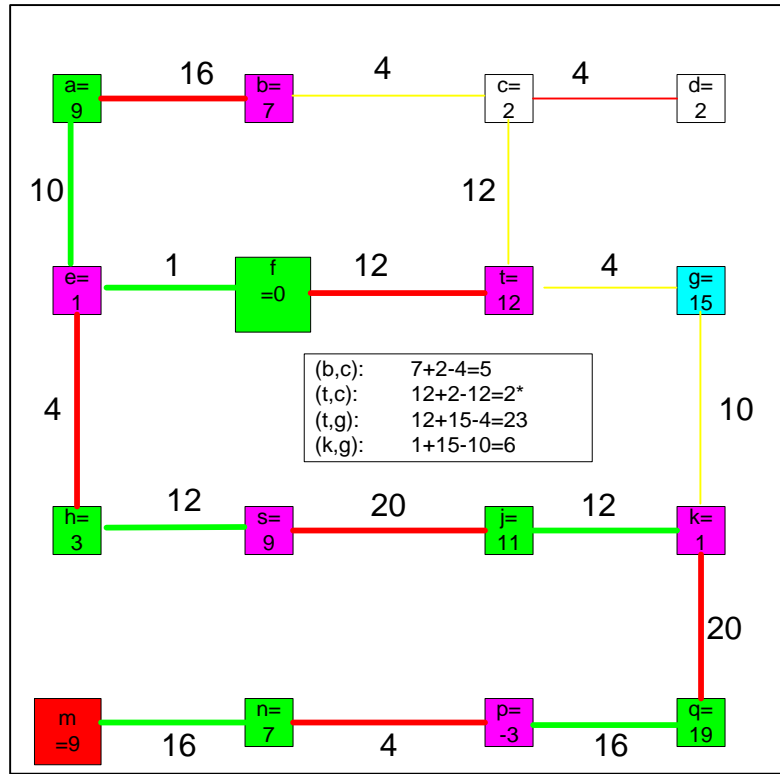 16
4
4
a=
9
b=
7
c=
2
d=
2
10
12
1
12
4
e=
1
f
=0
t=
12
g=
15
(b,c): 7+2-4=5
(t,c): 12+2-12=2*
(t,g): 12+15-4=23
(k,g): 1+15-10=6
4
10
12
20
12
h=
3
s=
9
j=
11
k=
1
20
m
=9
n=
7
p=
-3
q=
19
16
4
16